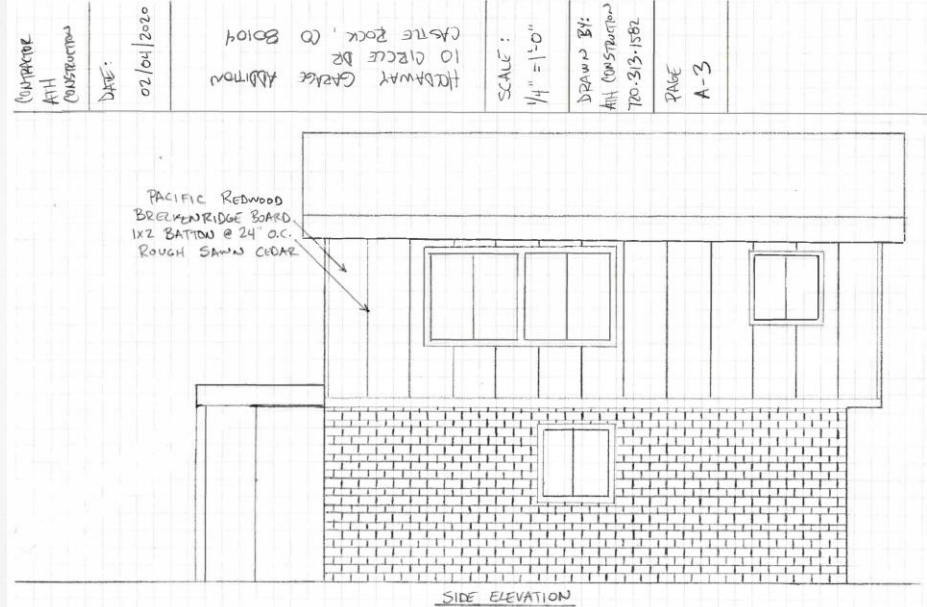 CONTRACTOR
ATH
CONSTRUCTION
DATE:
02/04/2020
HIDAWAY GARAGE ADDITION
10 CIRCLE DR
CASTLE ROCK, CO 80104
SCALE:
1/4" = 1'-0"
DRAWN BY:
ATH CONSTRUCTION
720.313.1582
PAGE
A-3
PACIFIC REDWOOD
BRECKENRIDGE BOARD
1X2 BATTON @ 24" O.C.
ROUGH SAWN CEDAR
SIDE ELEVATION